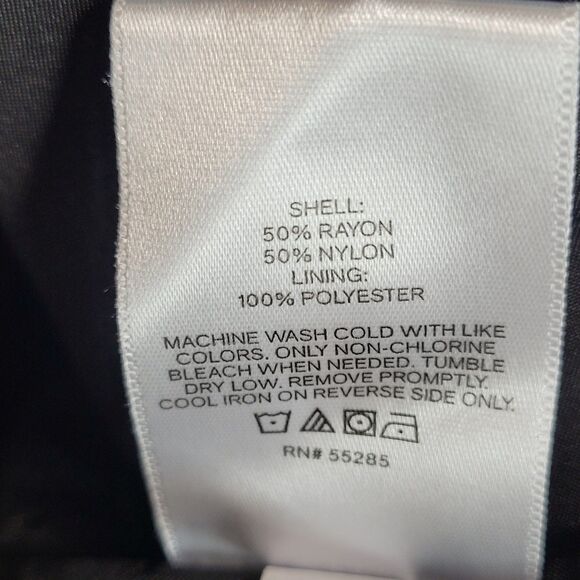 SHELL:
50% RAYON
50% NYLON
LINING:
100% POLYESTER
MACHINE WASH COLD WITH LIKE
COLORS. ONLY NON-CHLORINE
BLEACH WHEN NEEDED. TUMBLE
DRY LOW. REMOVE PROMPTLY.
COOL IRON ON REVERSE SIDE ONLY.
RN# 55285